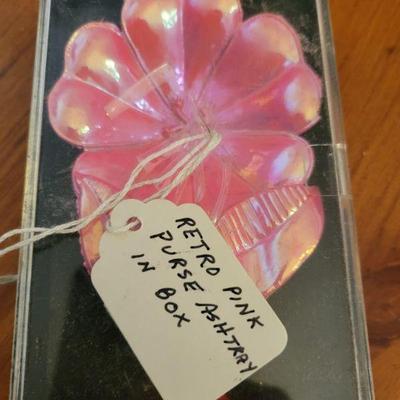 RETRO PINK
PURSE ASHTRAY
IN BOX